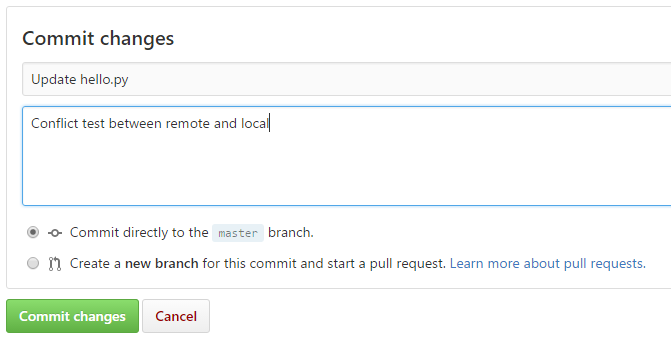 Commit changes
Update hello.py
Conflict test between remote and local
Commit directly to the master branch.
Create a new branch for this commit and start a pull request. Learn more about pull requests.
Commit changes Cancel